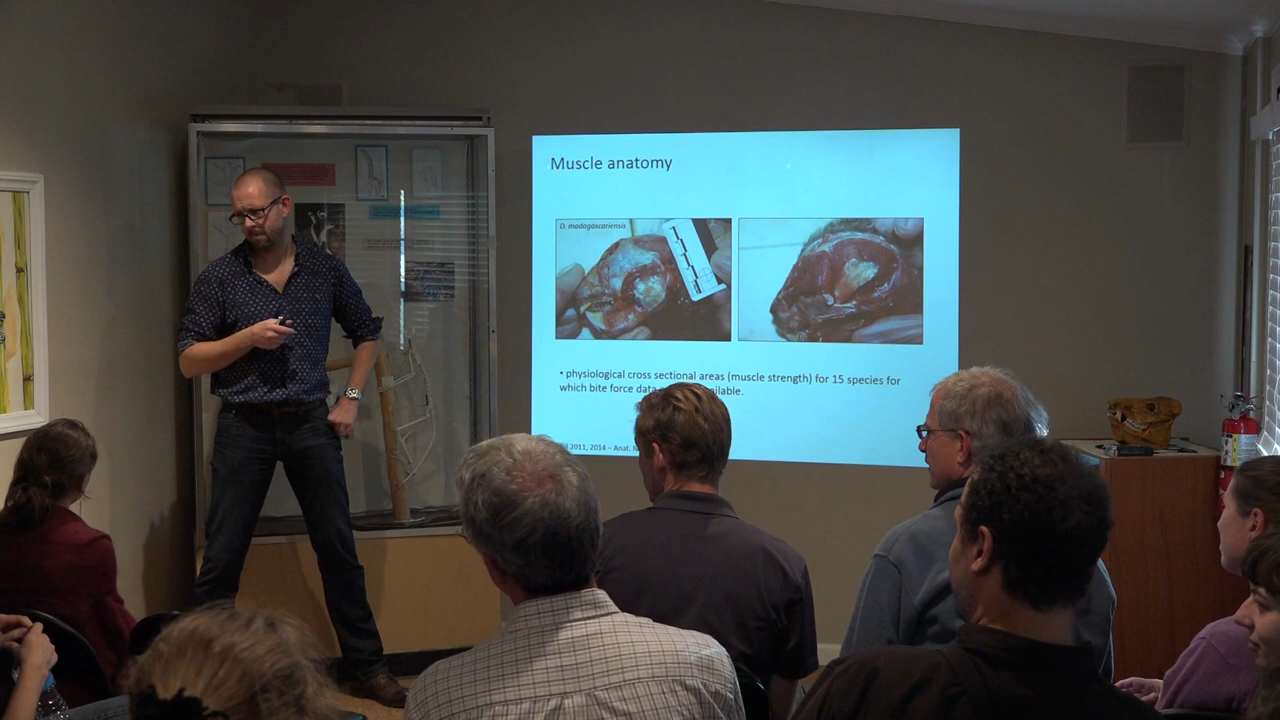 Muscle anatomy
D. madagascariensis
• physiological cross sectional areas (muscle strength) for 15 species for
which bite force data
2011, 2014 – Anat.